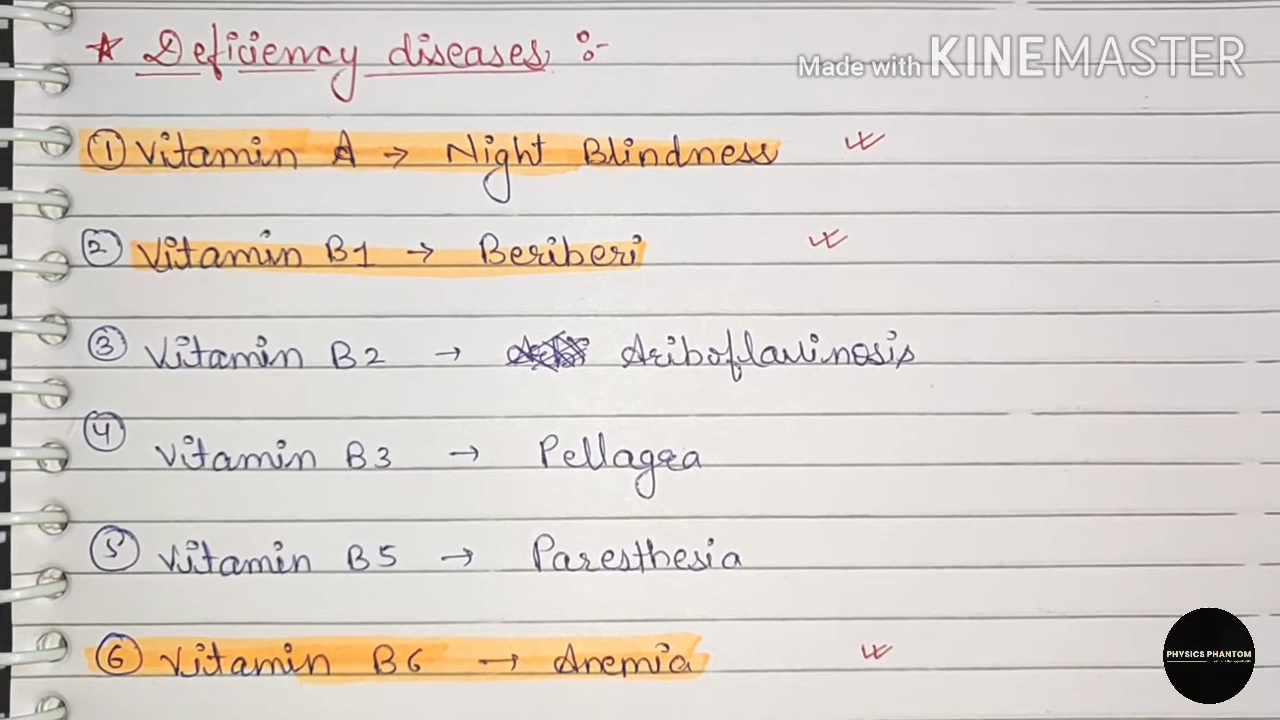 ★ Deficiency diseases :-
Made with KINEMASTER
① Vitamin A → Night Blindness
② Vitamin B1 → Beriberi
③ Vitamin B2 → Ariboflavinosis
④ Vitamin B3 → Pellagra
⑤ Vitamin B5 → Paresthesia
⑥ Vitamin B6 → Anemia
PHYSICS PHANTOM